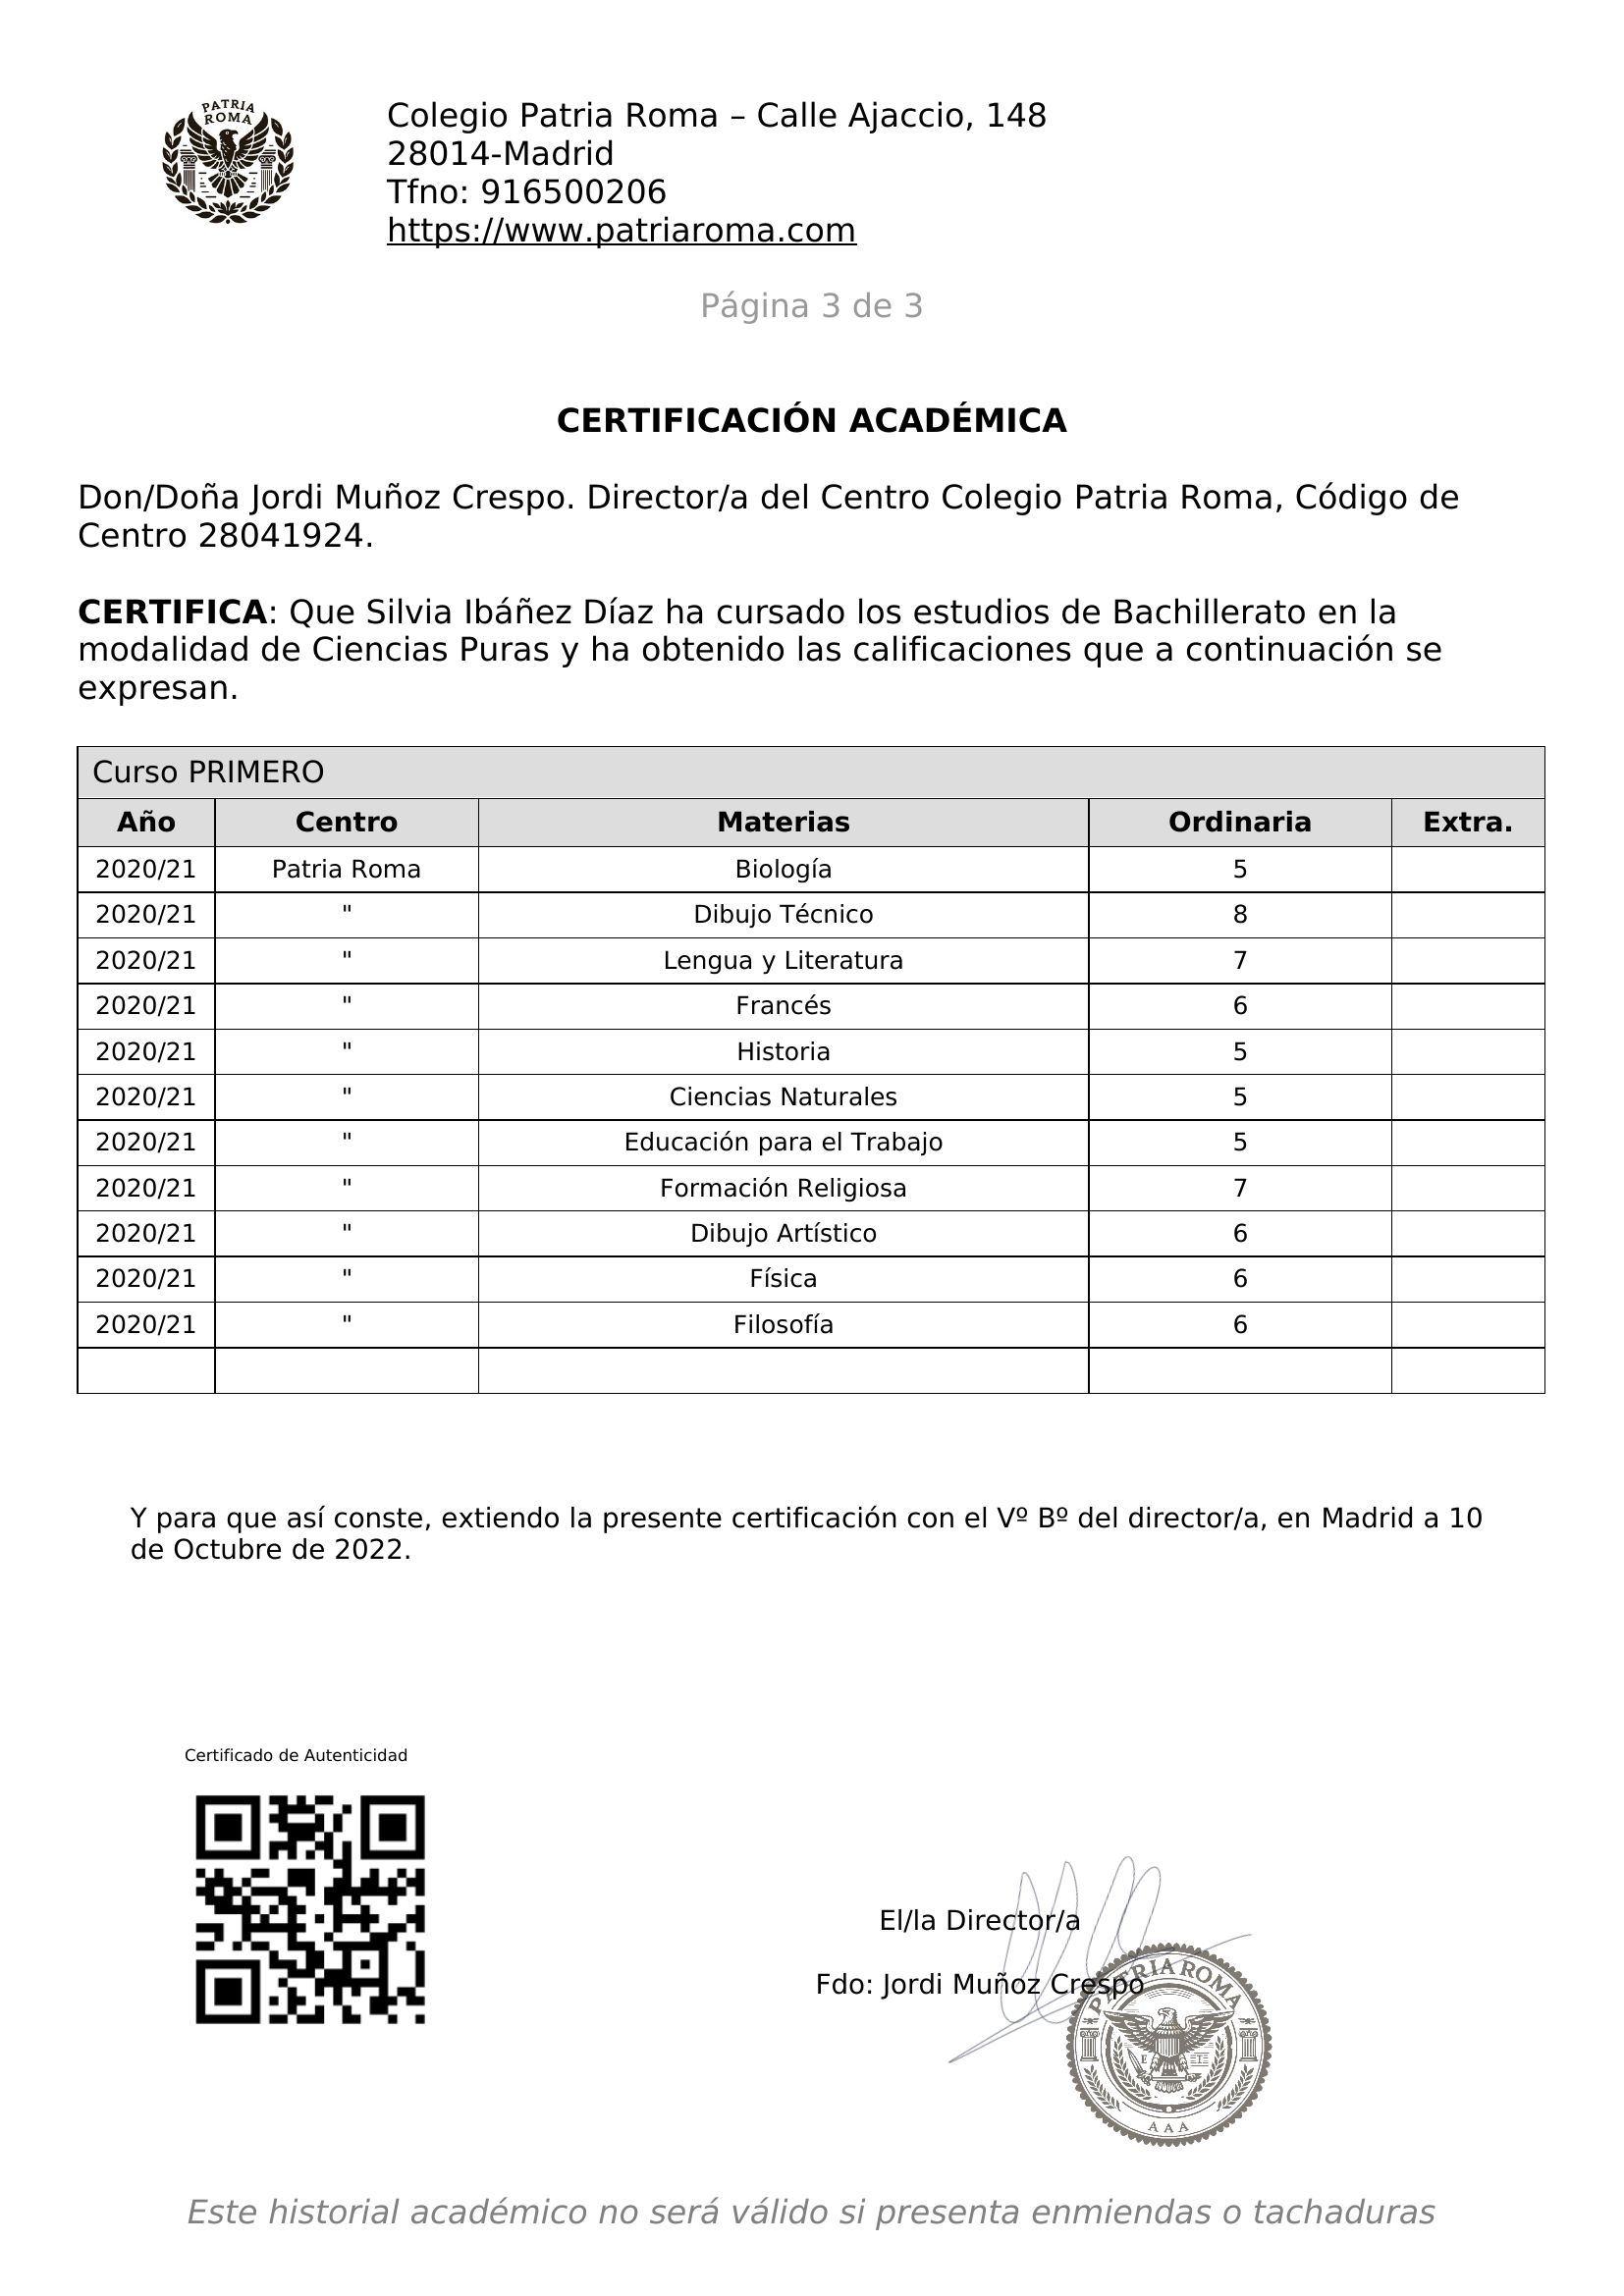 PATRIA
ROMA
Colegio Patria Roma – Calle Ajaccio, 148
28014-Madrid
Tfno: 916500206
https://www.patriaroma.com
Página 3 de 3
CERTIFICACIÓN ACADÉMICA
Don/Doña Jordi Muñoz Crespo. Director/a del Centro Colegio Patria Roma, Código de
Centro 28041924.
CERTIFICA: Que Silvia Ibáñez Díaz ha cursado los estudios de Bachillerato en la
modalidad de Ciencias Puras y ha obtenido las calificaciones que a continuación se
expresan.
Curso PRIMERO
Año Centro Materias Ordinaria Extra.
2020/21 Patria Roma Biología 5
2020/21 " Dibujo Técnico 8
2020/21 " Lengua y Literatura 7
2020/21 " Francés 6
2020/21 " Historia 5
2020/21 " Ciencias Naturales 5
2020/21 " Educación para el Trabajo 5
2020/21 " Formación Religiosa 7
2020/21 " Dibujo Artístico 6
2020/21 " Física 6
2020/21 " Filosofía 6
Y para que así conste, extiendo la presente certificación con el Vº Bº del director/a, en Madrid a 10
de Octubre de 2022.
Certificado de Autenticidad
El/la Director/a
Fdo: Jordi Muñoz Crespo
PATRIA ROMA
E T
A A A
Este historial académico no será válido si presenta enmiendas o tachaduras